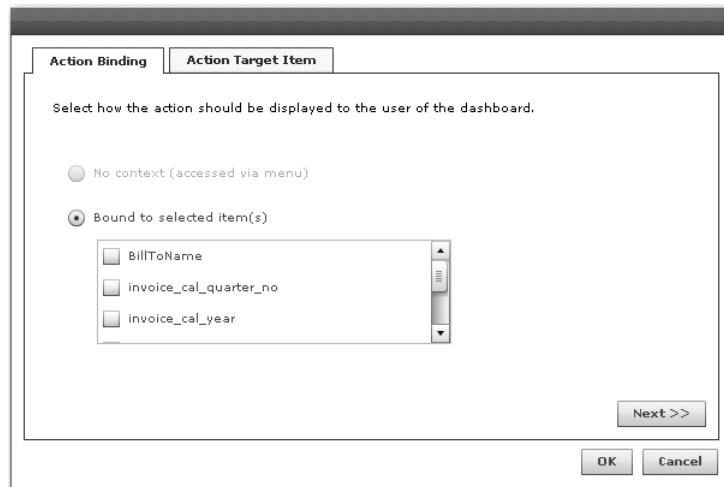 Action Binding
Action Target Item
Select how the action should be displayed to the user of the dashboard.
No context (accessed via menu)
Bound to selected item(s)
BillToName
invoice_cal_quarter_no
invoice_cal_year
Next >>
OK
Cancel